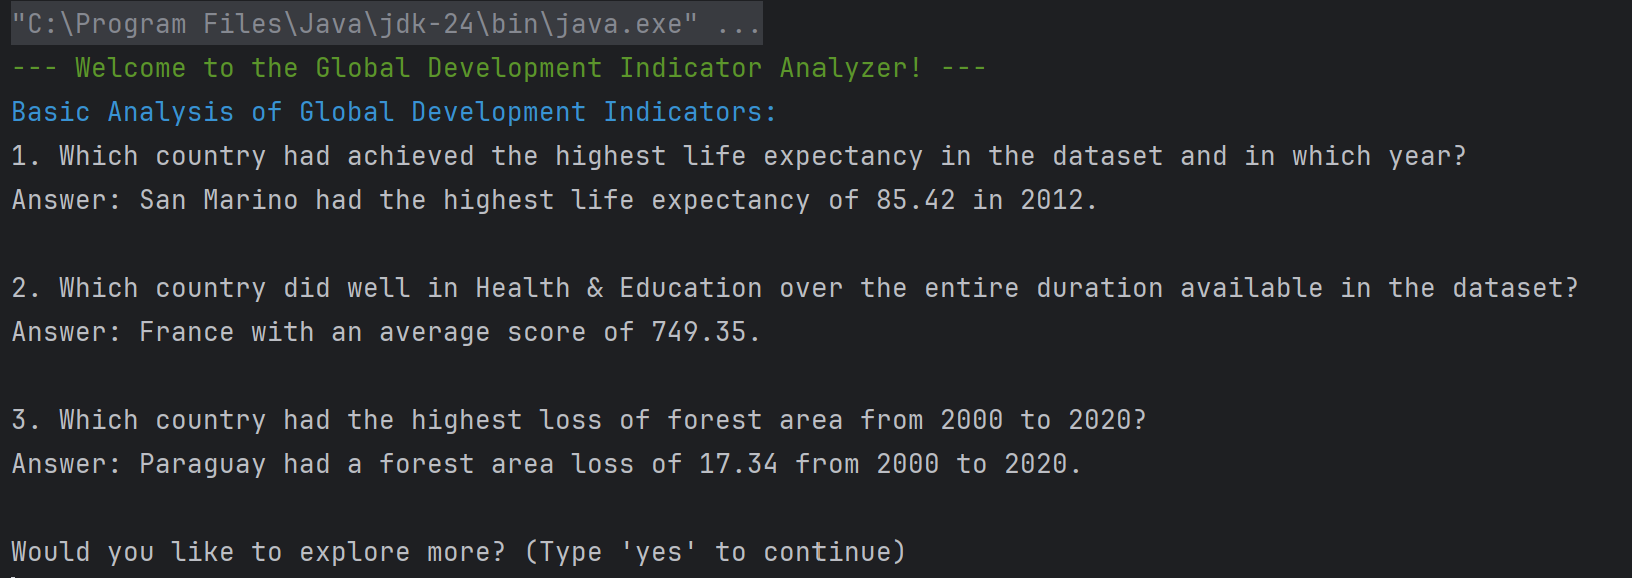 "C:\Program Files\Java\jdk-24\bin\java.exe" ...
--- Welcome to the Global Development Indicator Analyzer! ---
Basic Analysis of Global Development Indicators:
1. Which country had achieved the highest life expectancy in the dataset and in which year?
Answer: San Marino had the highest life expectancy of 85.42 in 2012.
2. Which country did well in Health & Education over the entire duration available in the dataset?
Answer: France with an average score of 749.35.
3. Which country had the highest loss of forest area from 2000 to 2020?
Answer: Paraguay had a forest area loss of 17.34 from 2000 to 2020.
Would you like to explore more? (Type 'yes' to continue)